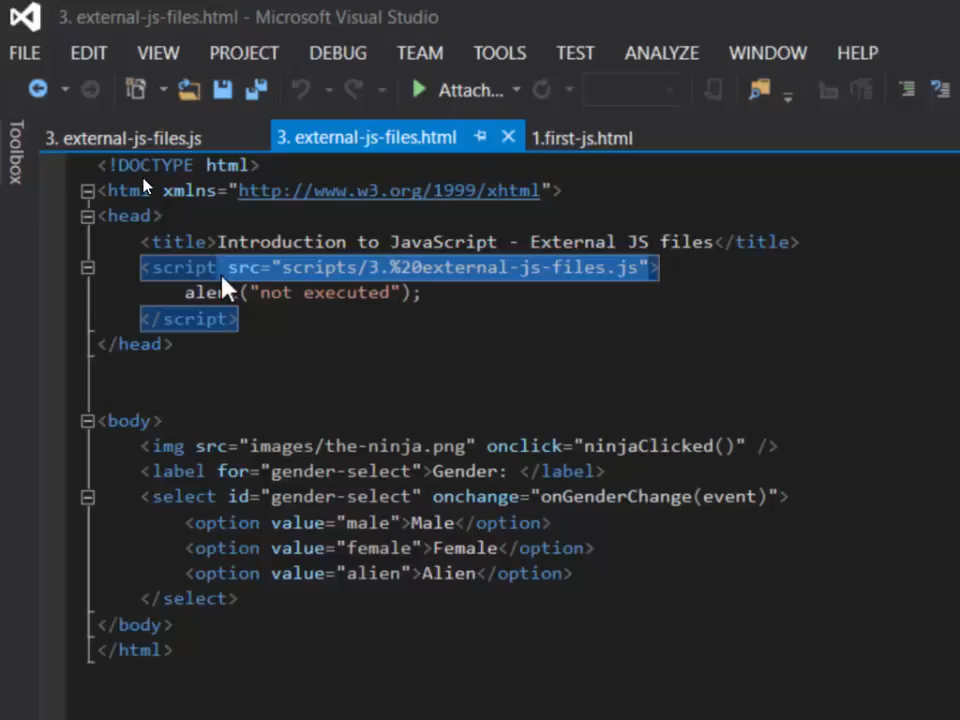 3. external-js-files.html - Microsoft Visual Studio
FILE EDIT VIEW PROJECT DEBUG TEAM TOOLS TEST ANALYZE WINDOW HELP
Attach...
Toolbox
3. external-js-files.js 3. external-js-files.html 1.first-js.html
<!DOCTYPE html>
<html xmlns="http://www.w3.org/1999/xhtml">
<head>
<title>Introduction to JavaScript - External JS files</title>
<script src="scripts/3.%20external-js-files.js">
alert("not executed");
</script>
</head>
<body>
<img src="images/the-ninja.png" onclick="ninjaClicked()" />
<label for="gender-select">Gender: </label>
<select id="gender-select" onchange="onGenderChange(event)">
<option value="male">Male</option>
<option value="female">Female</option>
<option value="alien">Alien</option>
</select>
</body>
</html>